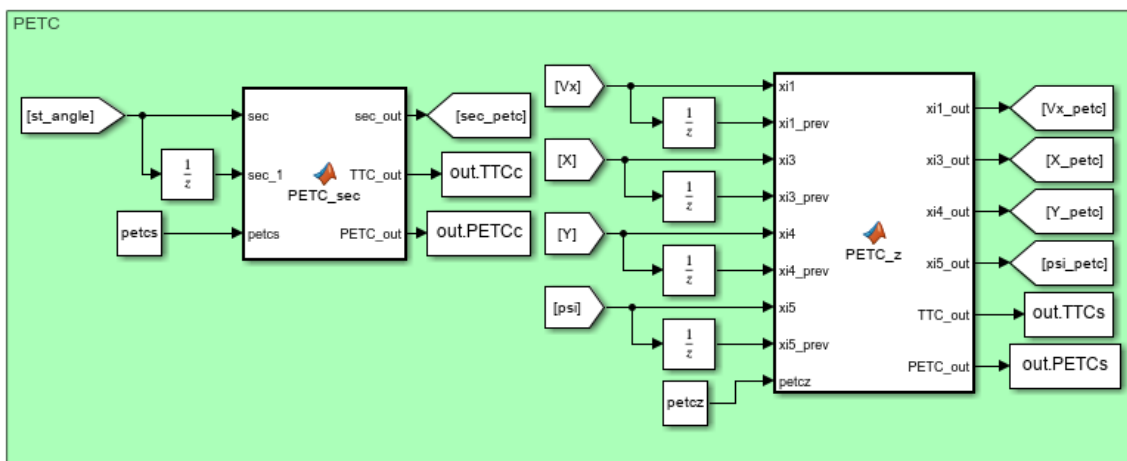 PETC
[st_angle]
1
z
petcs
sec
sec_1
petcs
PETC_sec
sec_out
TTC_out
PETC_out
[sec_petc]
out.TTCc
out.PETCc
[Vx]
1
z
[X]
1
z
[Y]
1
z
[psi]
1
z
petcz
xi1
xi1_prev
xi3
xi3_prev
xi4
xi4_prev
xi5
xi5_prev
petcz
PETC_z
xi1_out
xi3_out
xi4_out
xi5_out
TTC_out
PETC_out
[Vx_petc]
[X_petc]
[Y_petc]
[psi_petc]
out.TTCs
out.PETCs